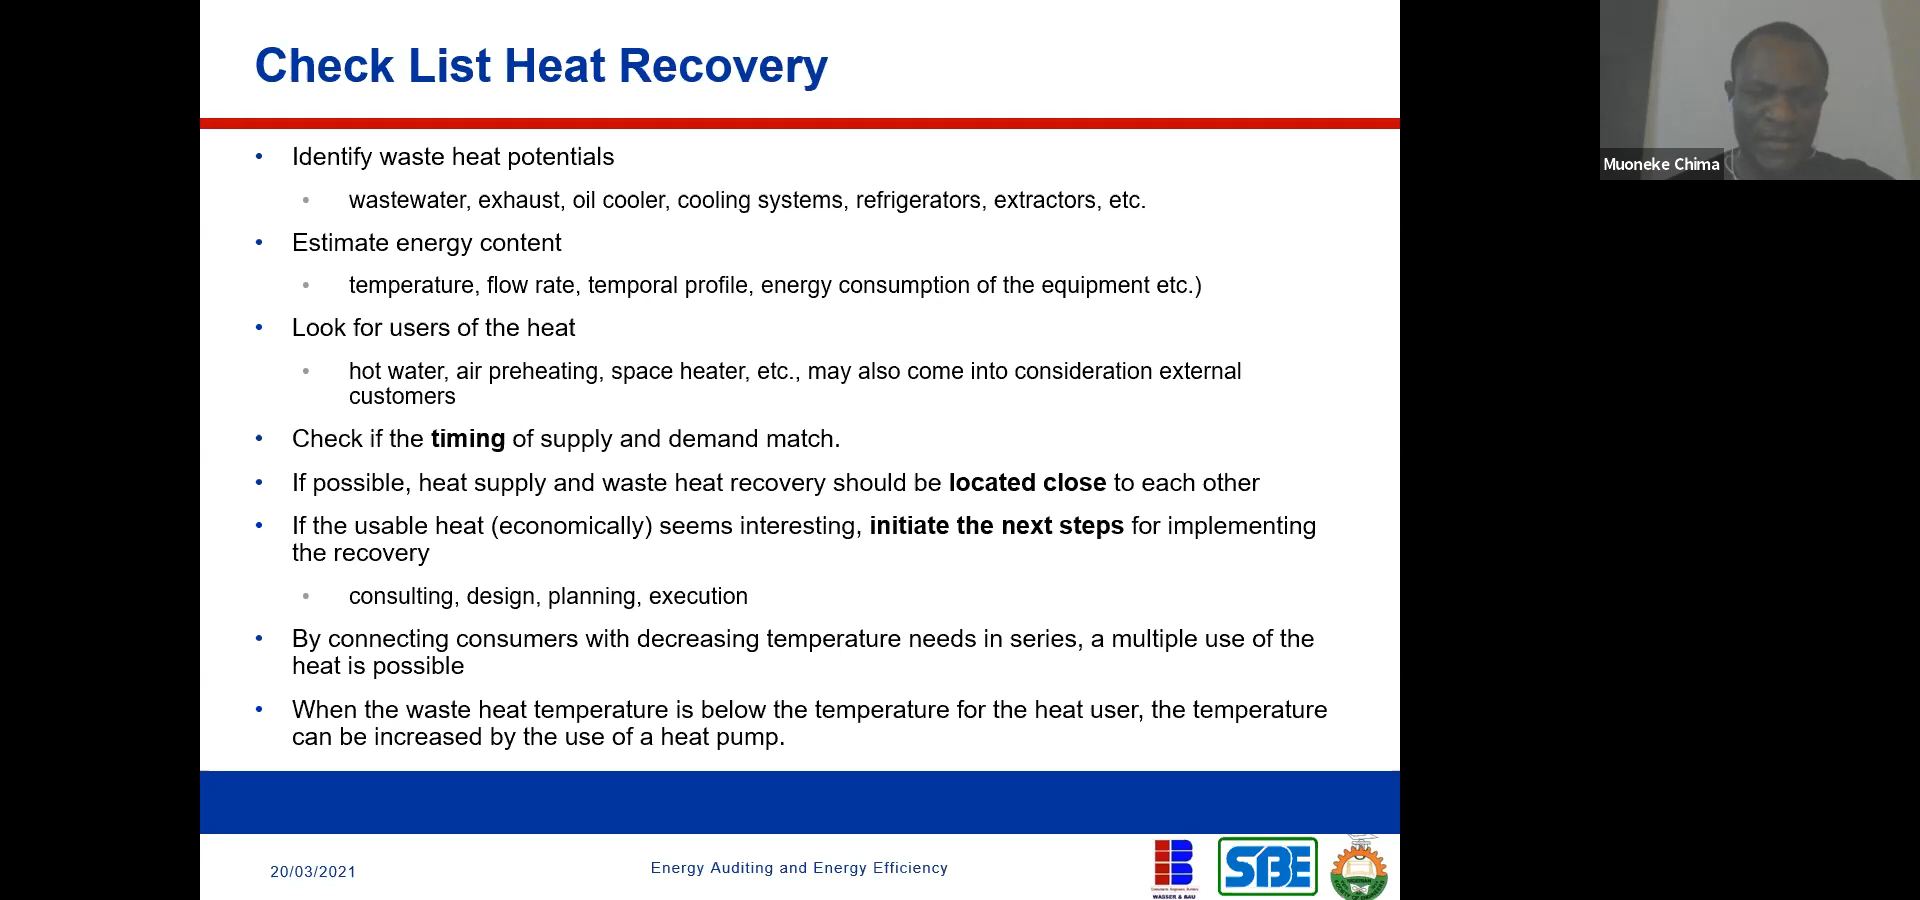 Check List Heat Recovery
Muoneke Chima
• Identify waste heat potentials
• wastewater, exhaust, oil cooler, cooling systems, refrigerators, extractors, etc.
• Estimate energy content
• temperature, flow rate, temporal profile, energy consumption of the equipment etc.)
• Look for users of the heat
• hot water, air preheating, space heater, etc., may also come into consideration external
customers
• Check if the timing of supply and demand match.
• If possible, heat supply and waste heat recovery should be located close to each other
• If the usable heat (economically) seems interesting, initiate the next steps for implementing
the recovery
• consulting, design, planning, execution
• By connecting consumers with decreasing temperature needs in series, a multiple use of the
heat is possible
• When the waste heat temperature is below the temperature for the heat user, the temperature
can be increased by the use of a heat pump.
20/03/2021
Energy Auditing and Energy Efficiency
WASSER & BAU
SBE